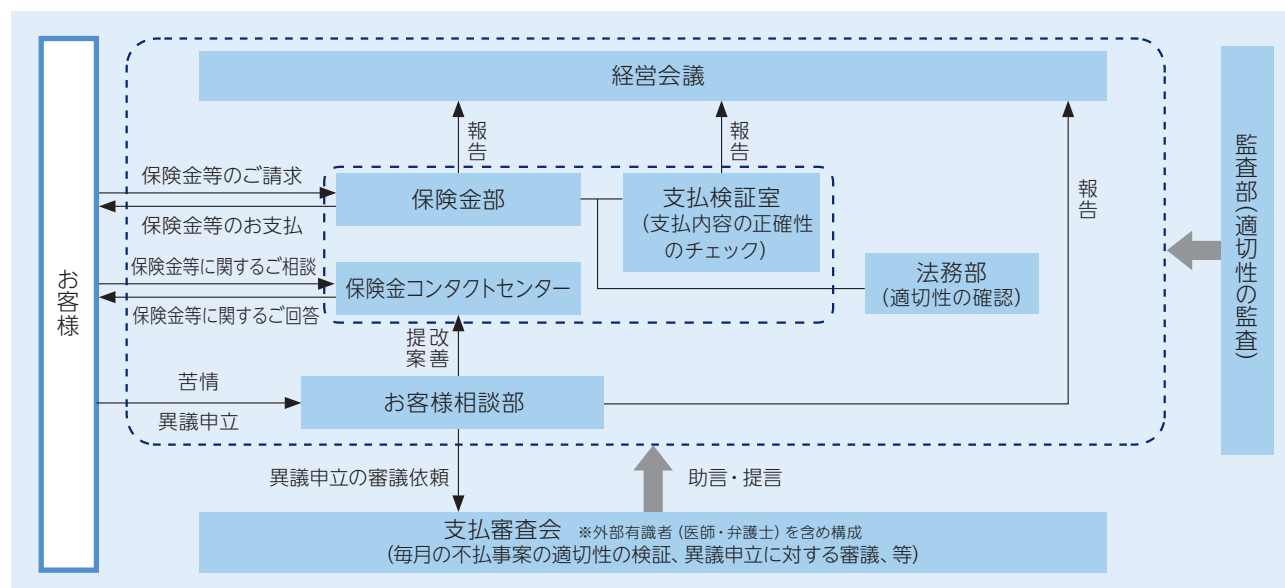 経営会議
報告
報告
報告
お客様
保険金等のご請求
保険金等のお支払
保険金等に関するご相談
保険金等に関するご回答
保険金部
支払検証室
(支払内容の正確性
のチェック)
保険金コンタクトセンター
法務部
(適切性の確認)
監査部(適切性の監査)
改善
提案
苦情
異議申立
お客様相談部
異議申立の審議依頼
助言・提言
支払審査会 ※外部有識者(医師・弁護士)を含め構成
(毎月の不払事案の適切性の検証、異議申立に対する審議、等)